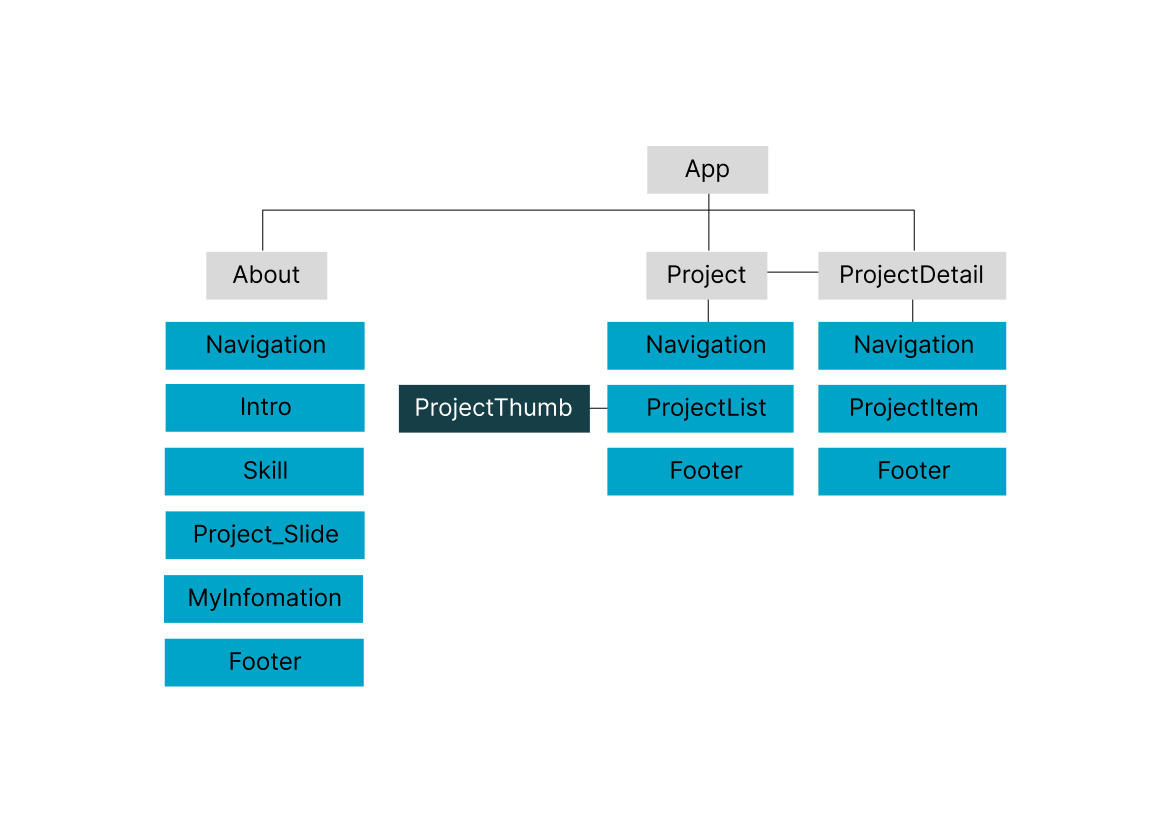 App
About
Project
ProjectDetail
Navigation
Intro
Skill
Project_Slide
MyInfomation
Footer
ProjectThumb
Navigation
ProjectList
Footer
Navigation
ProjectItem
Footer